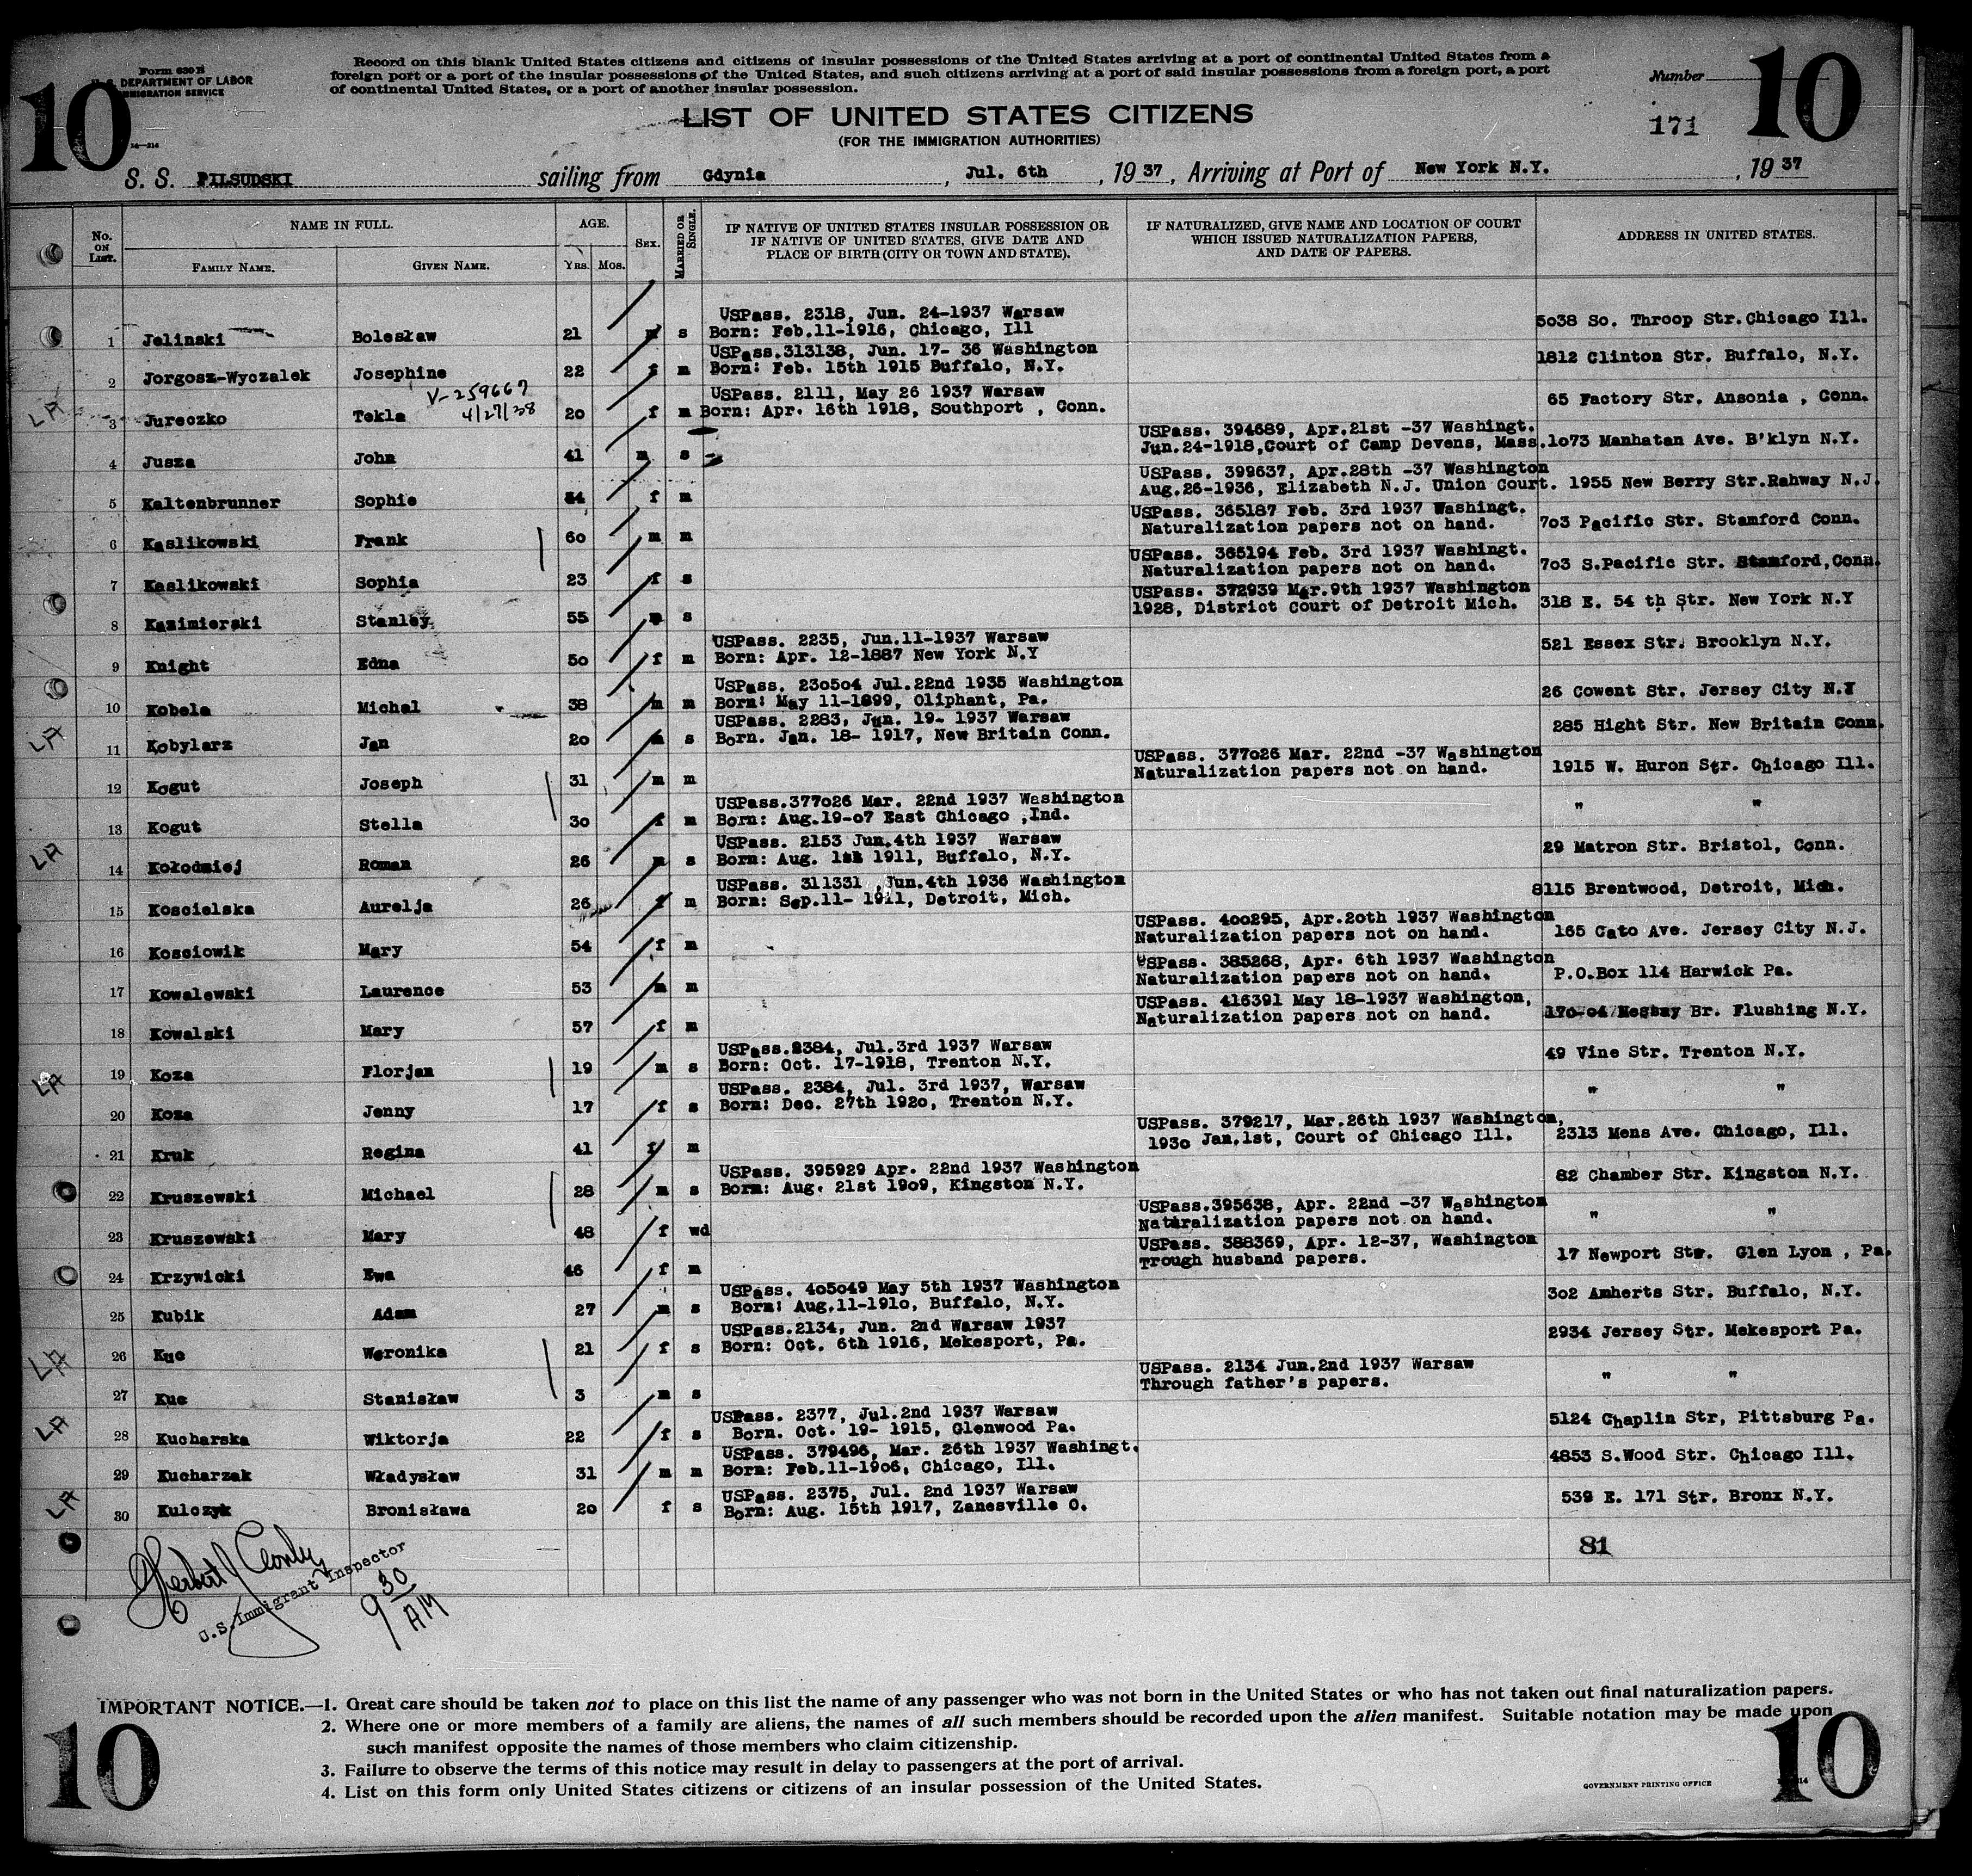 10
Form 630 B
U. S. DEPARTMENT OF LABOR
IMMIGRATION SERVICE
14—214
Record on this blank United States citizens and citizens of insular possessions of the United States arriving at a port of continental United States from a
foreign port or a port of the insular possessions of the United States, and such citizens arriving at a port of said insular possessions from a foreign port, a port
of continental United States, or a port of another insular possession.
Number
10
171
LIST OF UNITED STATES CITIZENS
(FOR THE IMMIGRATION AUTHORITIES)
S. S. PILSUDSKI sailing from Gdynia, Jul. 6th, 1937, Arriving at Port of New York N.Y., 1937
No. ON LIST. NAME IN FULL. FAMILY NAME. GIVEN NAME. AGE. YRS. MOS. SEX. MARRIED OR SINGLE. IF NATIVE OF UNITED STATES INSULAR POSSESSION OR IF NATIVE OF UNITED STATES, GIVE DATE AND PLACE OF BIRTH (CITY OR TOWN AND STATE). IF NATURALIZED, GIVE NAME AND LOCATION OF COURT WHICH ISSUED NATURALIZATION PAPERS, AND DATE OF PAPERS. ADDRESS IN UNITED STATES.
1 Jelinski Bolesław 21 m s USPass. 2318, Jun. 24-1937 Warsaw Born: Feb.11-1916, Chicago, Ill 5038 So. Throop Str.Chicago Ill.
2 Jorgosz-Wyczalek Josephine 22 f m USPass.313138, Jun. 17- 36 Washington Born: Feb. 15th 1915 Buffalo, N.Y. 1812 Clinton Str. Buffalo, N.Y.
LA 3 Jureczko Tekla V-259667 4/27/38 20 f m USPass. 2111, May 26 1937 Warsaw Born: Apr. 16th 1918, Southport , Conn. 65 Factory Str. Ansonia , Conn.
4 Jusza John 41 m s USPass. 394689, Apr.21st -37 Washingt. Jun.24-1918,Court of Camp Devens, Mass. 1073 Manhatan Ave. B'klyn N.Y.
5 Kaltenbrunner Sophie f m USPass. 399637, Apr.28th -37 Washington Aug.26-1936, Elizabeth N.J. Union Court. 1955 New Berry Str.Rahway N.J.
6 Kaslikowski Frank 60 m m USPass. 365187 Feb. 3rd 1937 Washingt. Naturalization papers not on hand. 703 Pacific Str. Stamford Conn.
7 Kaslikowski Sophia 23 f s USPass. 365194 Feb. 3rd 1937 Washingt. Naturalization papers not on hand. 703 S.Pacific Str. Stamford,Conn.
8 Kazimierski Stanley 55 m s USPass. 372939 Mar.9th 1937 Washington 1928, District Court of Detroit Mich. 318 E. 54 th Str. New York N.Y
9 Knight Edna 50 f m USPass. 2235, Jun.11-1937 Warsaw Born: Apr. 12-1887 New York N.Y 521 Essex Str. Brooklyn N.Y.
10 Kobela Michal 38 m m USPass. 230504 Jul.22nd 1935 Washington Born: May 11-1899, Oliphant, Pa. 26 Cowent Str. Jersey City N.Y
LA 11 Kobylarz Jan 20 m s USPass. 2283, Jun. 19- 1937 Warsaw Born. Jan. 18- 1917, New Britain Conn. 285 Hight Str. New Britain Conn.
12 Kogut Joseph 31 m m USPass. 377026 Mar. 22nd -37 Washington Naturalization papers not on hand. 1915 W. Huron Str. Chicago Ill.
13 Kogut Stella 30 f m USPass.377026 Mar. 22nd 1937 Washington Born: Aug.19-07 East Chicago ,Ind. " "
LA 14 Kołodziej Roman 26 m s USPass. 2153 Jun.4th 1937 Warsaw Born: Aug. 1911, Buffalo, N.Y. 29 Matron Str. Bristol, Conn.
15 Koscielska Aurelja 26 f m USPass. 311331 ,Jun.4th 1936 Washington Born: Sep.11- 1911, Detroit, Mich. 8115 Brentwood, Detroit, Mich.
16 Kosciowik Mary 54 f m USPass. 400295, Apr.20th 1937 Washington Naturalization papers not on hand. 165 Cato Ave. Jersey City N.J.
17 Kowalewski Laurence 53 m m USPass. 385268, Apr. 6th 1937 Washington Naturalization papers not on hand. P.O.Box 114 Harwick Pa.
18 Kowalski Mary 57 f m USPass. 416391 May 18-1937 Washington, Naturalization papers not on hand. 170-04 Br. Flushing N.Y.
LA 19 Koza Florjan 19 m s USPass.2384, Jul.3rd 1937 Warsaw Born: Oct. 17-1918, Trenton N.Y. 49 Vine Str. Trenton N.Y.
20 Koza Jenny 17 f s USPass. 2384, Jul. 3rd 1937, Warsaw Born: Dec. 27th 1920, Trenton N.Y. " "
21 Kruk Regina 41 f m USPass. 379217, Mar.26th 1937 Washington, 1930 Jan.1st, Court of Chicago Ill. 2313 Mens Ave. Chicago, Ill.
22 Kruszewski Michael 28 m s USPass. 395929 Apr. 22nd 1937 Washington Born: Aug. 21st 1909, Kingston N.Y. 82 Chamber Str. Kingston N.Y.
23 Kruszewski Mary 48 f wd USPass.395638, Apr. 22nd -37 Washington Naturalization papers not on hand. " "
24 Krzywicki Ewa 46 f m USPass. 388369, Apr. 12-37, Washington Trough husband papers. 17 Newport Str. Glen Lyon , Pa.
25 Kubik Adam 27 m s USPass. 405049 May 5th 1937 Washington Born: Aug.11-1910, Buffalo, N.Y. 302 Amherts Str. Buffalo, N.Y.
LA 26 Kuc Weronika 21 f s USPass.2134, Jun. 2nd Warsaw 1937 Born: Oct. 6th 1916, Mekesport, Pa. 2934 Jersey Str. Mekesport Pa.
27 Kuc Stanisław 3 m s USPass. 2134 Jun.2nd 1937 Warsaw Through father's papers. " "
LA 28 Kucharska Wiktorja 22 f s USPass. 2377, Jul.2nd 1937 Warsaw Born. Oct. 19- 1915, Glenwood Pa. 5124 Chaplin Str, Pittsburg Pa.
29 Kucharzak Władysław 31 m m USPass. 379496, Mar. 26th 1937 Washingt. Born: Feb.11-1906, Chicago, Ill. 4853 S.Wood Str. Chicago Ill.
LA 30 Kulczyk Bronisława 20 f s USPass. 2375, Jul. 2nd 1937 Warsaw Born: Aug. 15th 1917, Zanesville O. 539 E. 171 Str. Bronx N.Y.
81
Herbert J
U.S. Immigrant Inspector
9 30 AM
IMPORTANT NOTICE.—1. Great care should be taken not to place on this list the name of any passenger who was not born in the United States or who has not taken out final naturalization papers.
2. Where one or more members of a family are aliens, the names of all such members should be recorded upon the alien manifest. Suitable notation may be made upon
such manifest opposite the names of those members who claim citizenship.
3. Failure to observe the terms of this notice may result in delay to passengers at the port of arrival.
4. List on this form only United States citizens or citizens of an insular possession of the United States.
10
GOVERNMENT PRINTING OFFICE
10